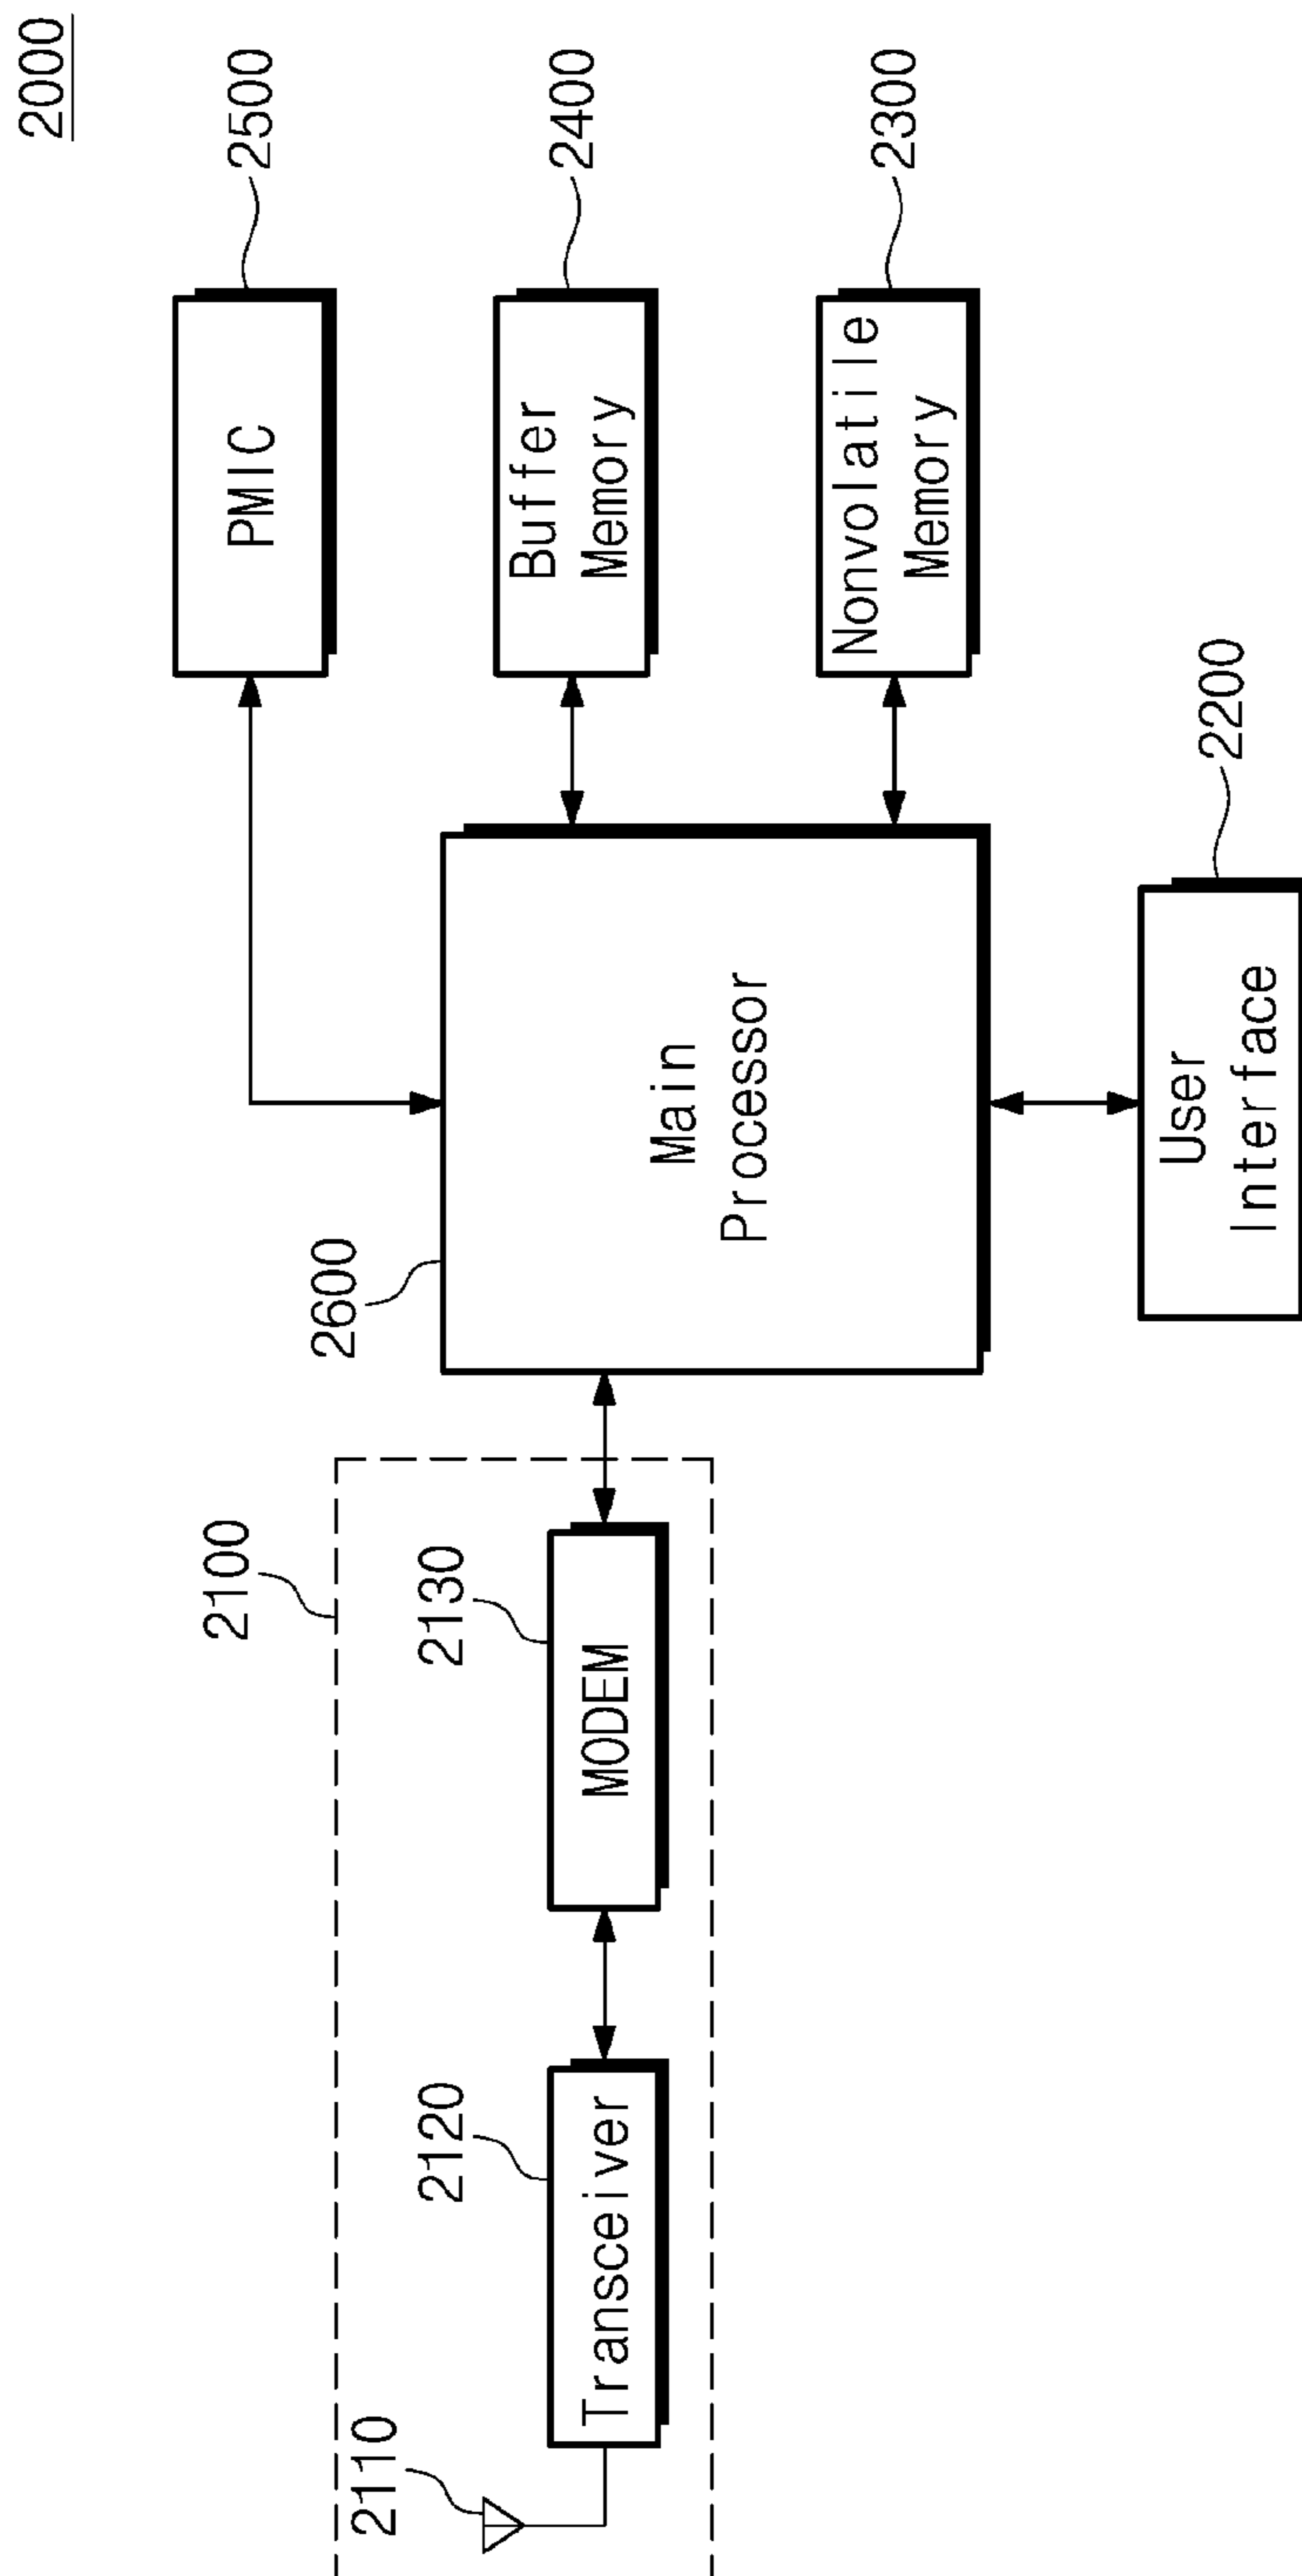 2000
2100
2110
2120
Transceiver
2130
MODEM
2600
Main
Processor
PMIC
2500
Buffer
Memory
2400
Nonvolatile
Memory
2300
User
Interface
2200